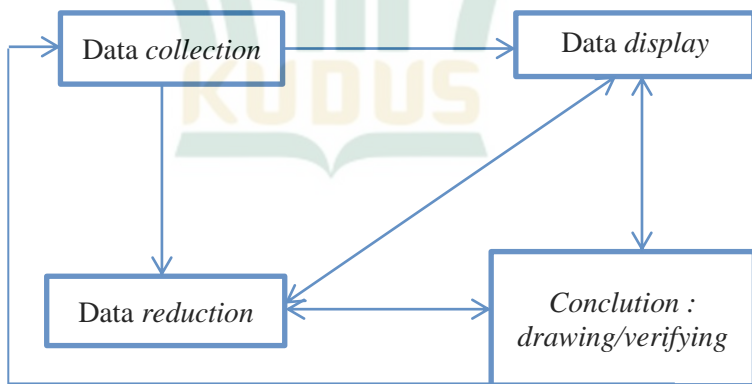 Data collection
Data display
KUDUS
Data reduction
Conclution :
drawing/verifying